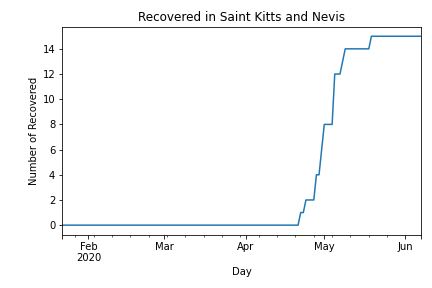 Recovered in Saint Kitts and Nevis
Number of Recovered
14
12
10
8
6
4
2
0
Feb
2020
Mar
Apr
May
Jun
Day